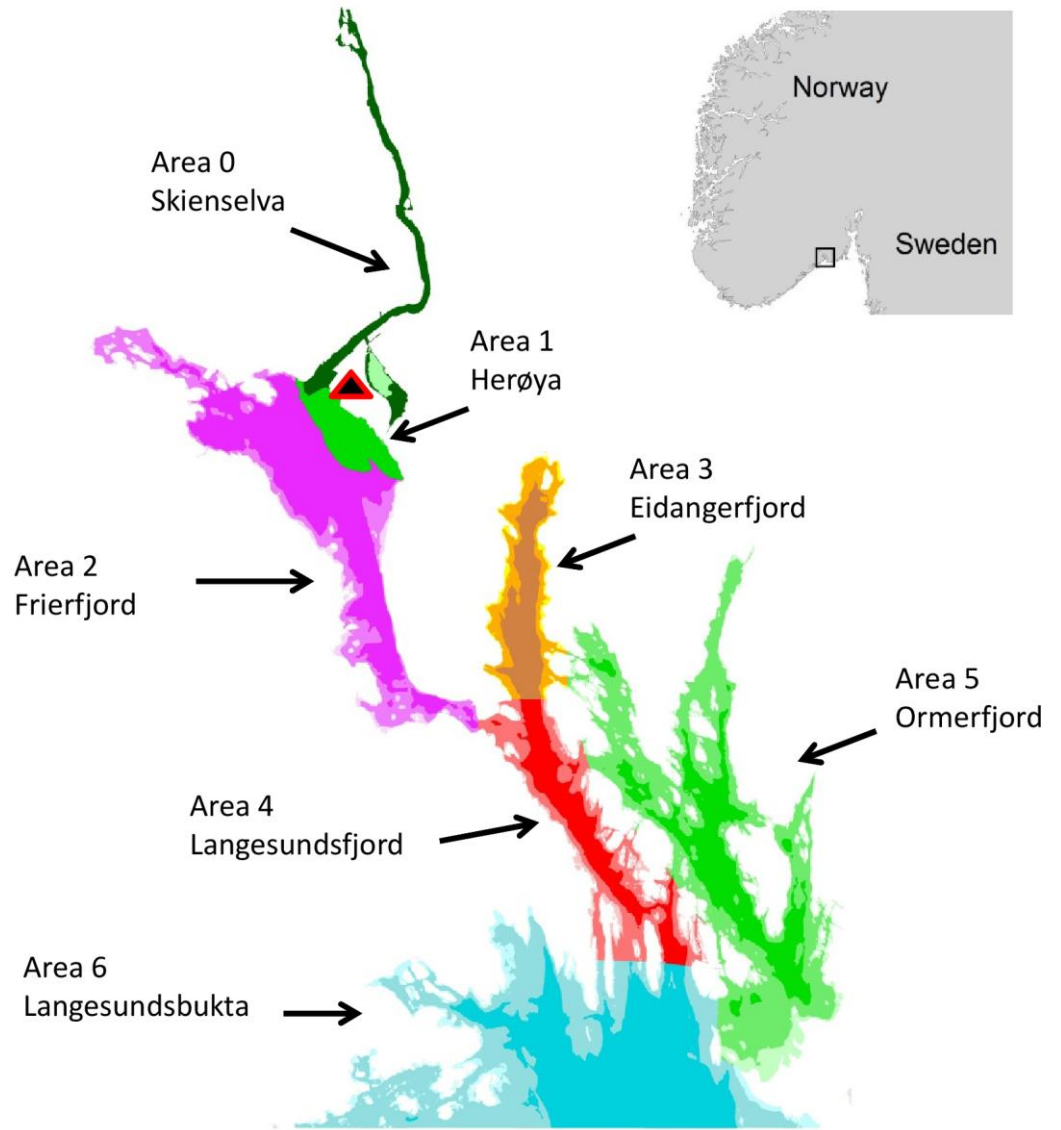 Norway
Area 0
Skienselva
Sweden
Area 1
Herøya
Area 3
Eidangerfjord
Area 2
Frierfjord
Area 5
Ormerfjord
Area 4
Langesundsfjord
Area 6
Langesundsbukta